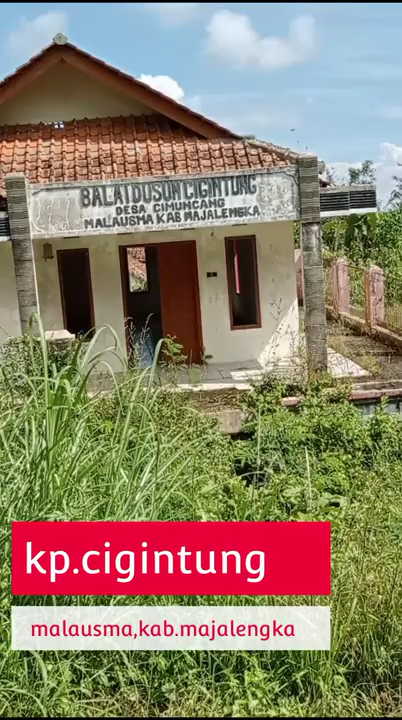 BALAI DUSUN CIGINTUNG
DESA CIMUNCANG
MALAUSMA KAB MAJALENGKA
kp.cigintung
malausma,kab.majalengka